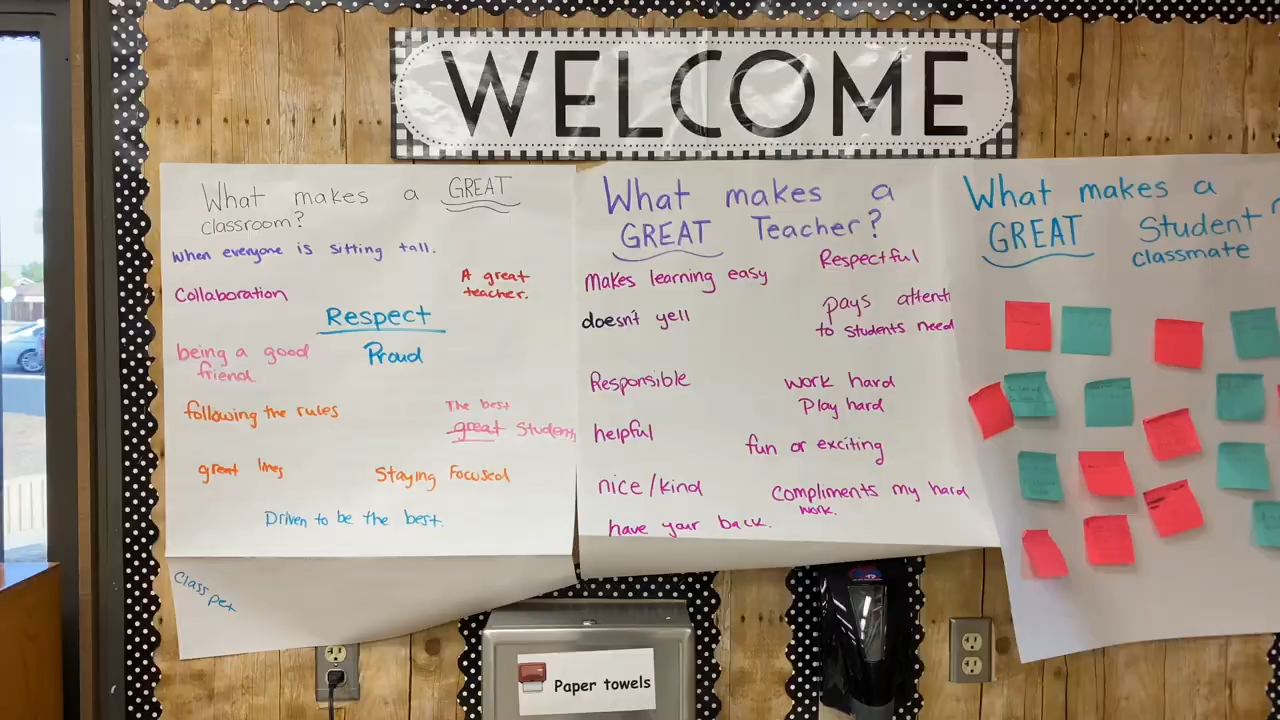 WELCOME
What makes a GREAT
classroom?
when everyone is sitting tall.
A great
teacher.
Collaboration
Respect
being a good
friend.
Proud
following the rules
The best
great Students
great lines
Staying Focused
Driven to be the best.
Class pet
What makes a
GREAT Teacher?
makes learning easy
Respectful
doesn't yell
pays attenti
to students need
Responsible
work hard
Play hard
helpful
fun or exciting
nice/kind
Compliments my hard
work.
have your back.
What makes a
GREAT Student ?
classmate
Paper towels